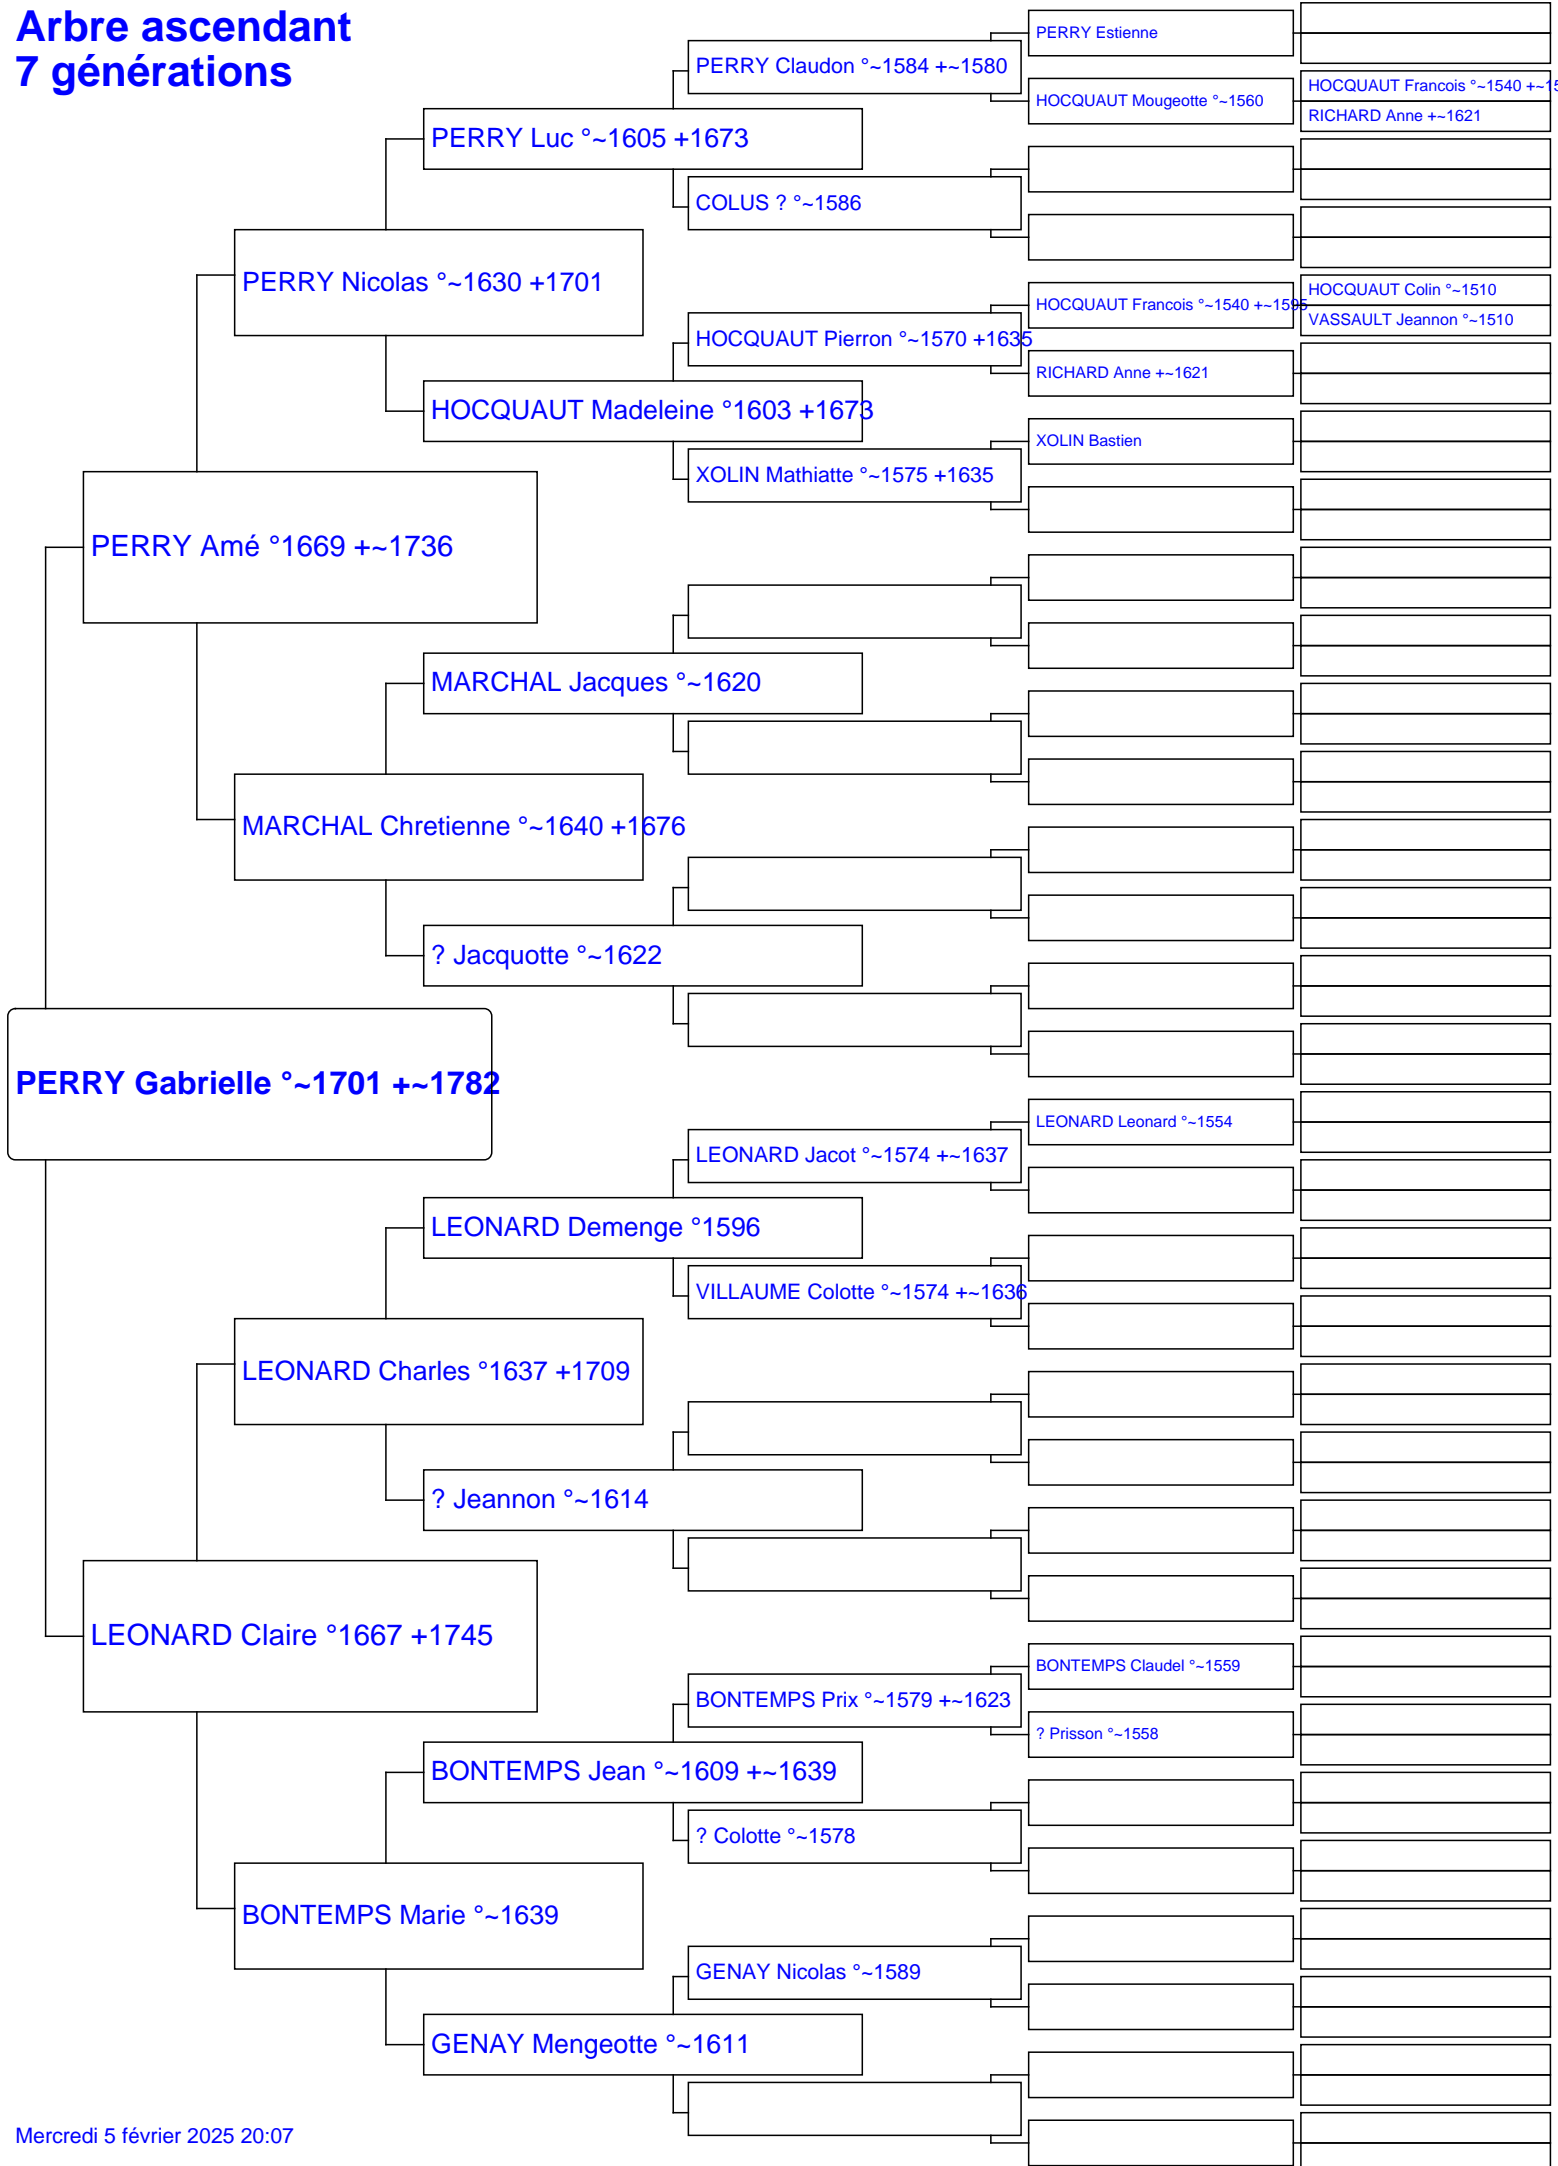 Arbre ascendant
7 générations
PERRY Estienne
PERRY Claudon °~1584 +~1580
HOCQUAUT Francois °~1540 +~15
HOCQUAUT Mougeotte °~1560
RICHARD Anne +~1621
PERRY Luc °~1605 +1673
COLUS ? °~1586
PERRY Nicolas °~1630 +1701
HOCQUAUT Colin °~1510
HOCQUAUT Francois °~1540 +~1595
VASSAULT Jeannon °~1510
HOCQUAUT Pierron °~1570 +1635
RICHARD Anne +~1621
HOCQUAUT Madeleine °1603 +1673
XOLIN Bastien
XOLIN Mathiatte °~1575 +1635
PERRY Amé °1669 +~1736
MARCHAL Jacques °~1620
MARCHAL Chretienne °~1640 +1676
? Jacquotte °~1622
PERRY Gabrielle °~1701 +~1782
LEONARD Leonard °~1554
LEONARD Jacot °~1574 +~1637
LEONARD Demenge °1596
VILLAUME Colotte °~1574 +~1636
LEONARD Charles °1637 +1709
? Jeannon °~1614
LEONARD Claire °1667 +1745
BONTEMPS Claudel °~1559
BONTEMPS Prix °~1579 +~1623
? Prisson °~1558
BONTEMPS Jean °~1609 +~1639
? Colotte °~1578
BONTEMPS Marie °~1639
GENAY Nicolas °~1589
GENAY Mengeotte °~1611
Mercredi 5 février 2025 20:07